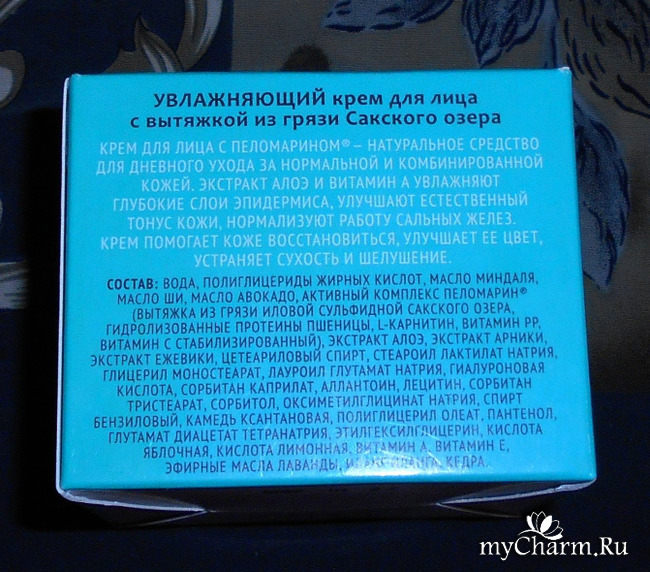 УВЛАЖНЯЮЩИЙ крем для лица
с вытяжкой из грязи Сакского озера
КРЕМ ДЛЯ ЛИЦА С ПЕЛОМАРИНОМ® – НАТУРАЛЬНОЕ СРЕДСТВО
ДЛЯ ДНЕВНОГО УХОДА ЗА НОРМАЛЬНОЙ И КОМБИНИРОВАННОЙ
КОЖЕЙ. ЭКСТРАКТ АЛОЭ И ВИТАМИН А УВЛАЖНЯЮТ
ГЛУБОКИЕ СЛОИ ЭПИДЕРМИСА, УЛУЧШАЮТ ЕСТЕСТВЕННЫЙ
ТОНУС КОЖИ, НОРМАЛИЗУЮТ РАБОТУ САЛЬНЫХ ЖЕЛЕЗ.
КРЕМ ПОМОГАЕТ КОЖЕ ВОССТАНОВИТЬСЯ, УЛУЧШАЕТ ЕЕ ЦВЕТ,
УСТРАНЯЕТ СУХОСТЬ И ШЕЛУШЕНИЕ.
СОСТАВ: ВОДА, ПОЛИГЛИЦЕРИДЫ ЖИРНЫХ КИСЛОТ, МАСЛО МИНДАЛЯ,
МАСЛО ШИ, МАСЛО АВОКАДО, АКТИВНЫЙ КОМПЛЕКС ПЕЛОМАРИН®
(ВЫТЯЖКА ИЗ ГРЯЗИ ИЛОВОЙ СУЛЬФИДНОЙ САКСКОГО ОЗЕРА,
ГИДРОЛИЗОВАННЫЕ ПРОТЕИНЫ ПШЕНИЦЫ, L-КАРНИТИН, ВИТАМИН РР,
ВИТАМИН С СТАБИЛИЗИРОВАННЫЙ), ЭКСТРАКТ АЛОЭ, ЭКСТРАКТ АРНИКИ,
ЭКСТРАКТ ЕЖЕВИКИ, ЦЕТЕАРИЛОВЫЙ СПИРТ, СТЕАРОИЛ ЛАКТИЛАТ НАТРИЯ,
ГЛИЦЕРИЛ МОНОСТЕАРАТ, ЛАУРОИЛ ГЛУТАМАТ НАТРИЯ, ГИАЛУРОНОВАЯ
КИСЛОТА, СОРБИТАН КАПРИЛАТ, АЛЛАНТОИН, ЛЕЦИТИН, СОРБИТАН
ТРИСТЕАРАТ, СОРБИТОЛ, ОКСИМЕТИЛГЛИЦИНАТ НАТРИЯ, СПИРТ
БЕНЗИЛОВЫЙ, КАМЕДЬ КСАНТАНОВАЯ, ПОЛИГЛИЦЕРИЛ ОЛЕАТ, ПАНТЕНОЛ,
ГЛУТАМАТ ДИАЦЕТАТ ТЕТРАНАТРИЯ, ЭТИЛГЕКСИЛГЛИЦЕРИН, КИСЛОТА
ЯБЛОЧНАЯ, КИСЛОТА ЛИМОННАЯ, ВИТАМИН А, ВИТАМИН Е,
ЭФИРНЫЕ МАСЛА ЛАВАНДЫ, КЕДРА.
myCharm.Ru